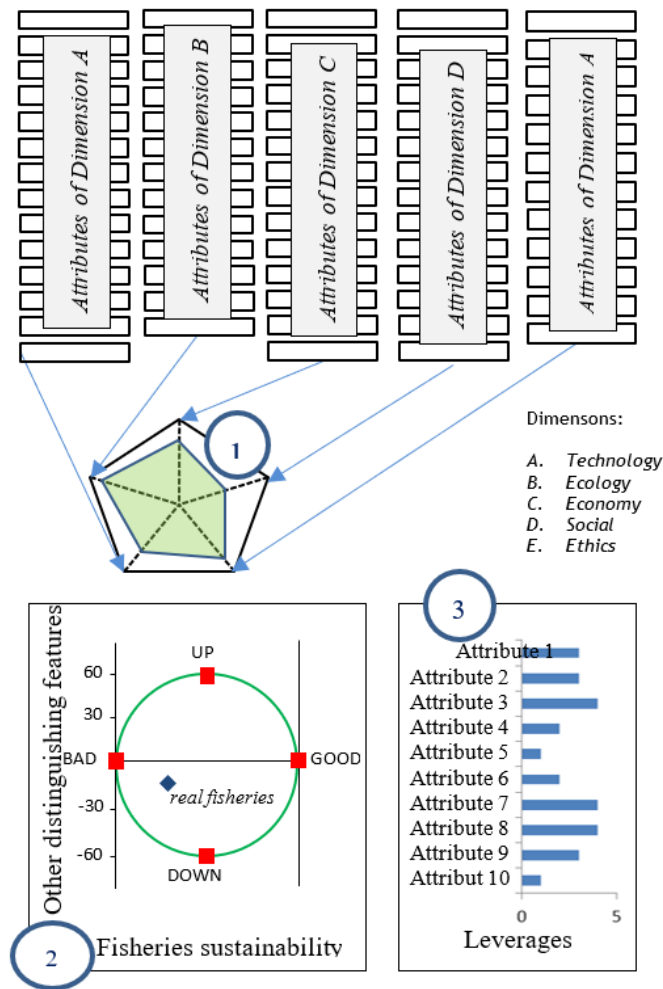 Attributes of Dimension A
Attributes of Dimension B
Attributes of Dimension C
Attributes of Dimension D
Attributes of Dimension A
1
Dimensons:
A. Technology
B. Ecology
C. Economy
D. Social
E. Ethics
Other distinguishing features
UP
60
30
BAD
GOOD
real fisheries
-30
-60
DOWN
2
Fisheries sustainability
3
Attribute 1
Attribute 2
Attribute 3
Attribute 4
Attribute 5
Attribute 6
Attribute 7
Attribute 8
Attribute 9
Attribut 10
0 5
Leverages